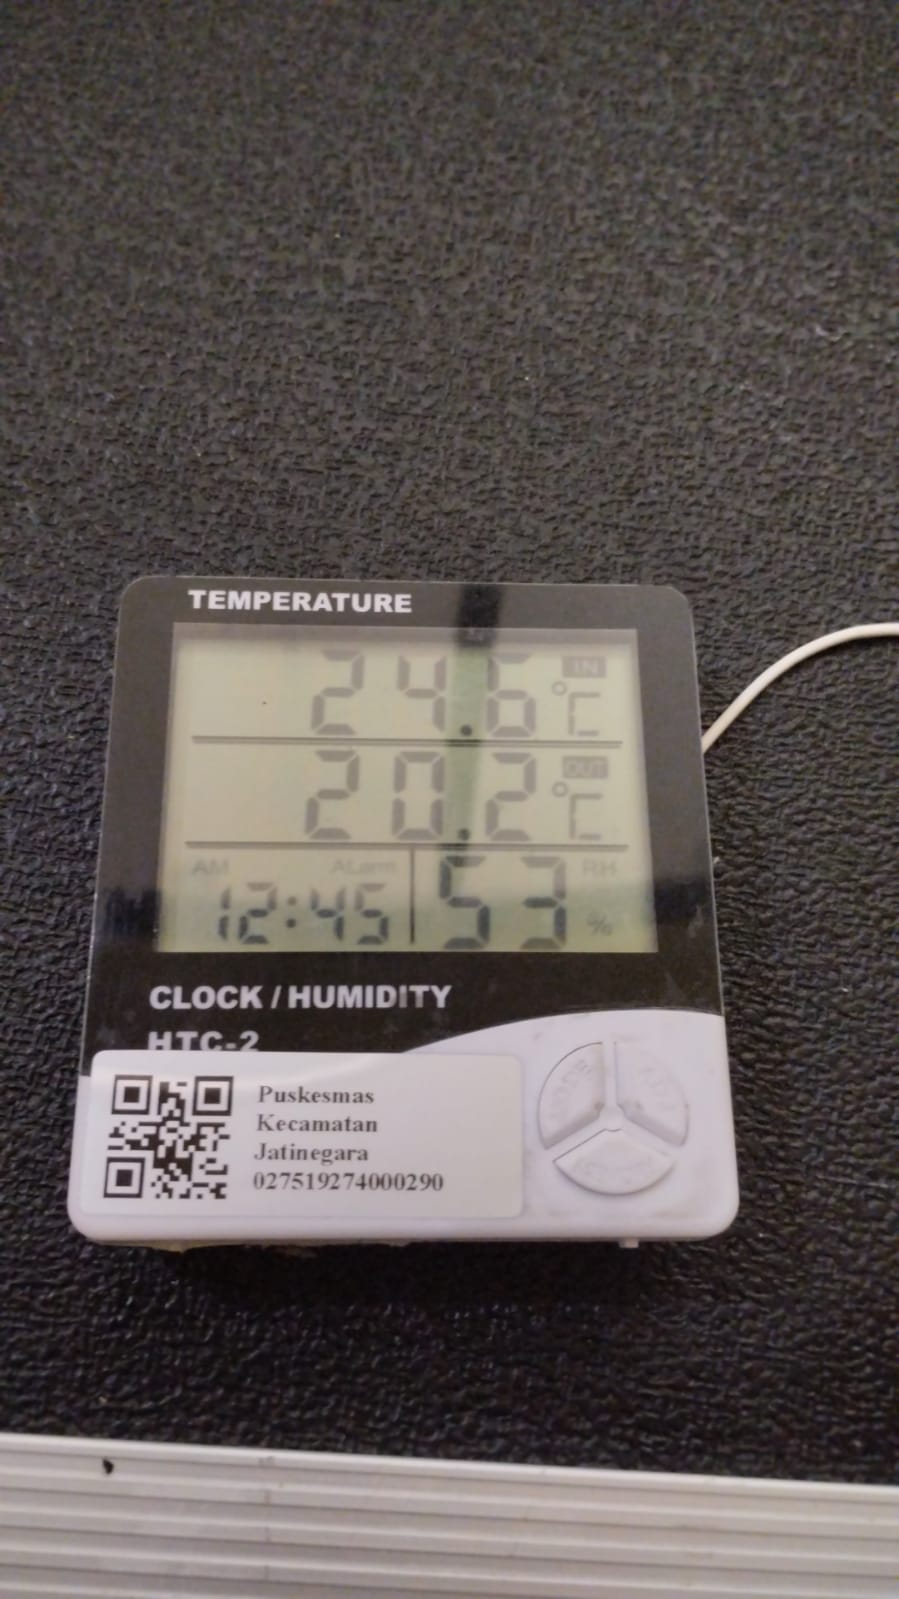 TEMPERATURE
24.6 °C IN
20.2 °C OUT
AM ALarm RH
12:45 53 %
CLOCK / HUMIDITY
HTC-2
Puskesmas
Kecamatan
Jatinegara
027519274000290
MODE